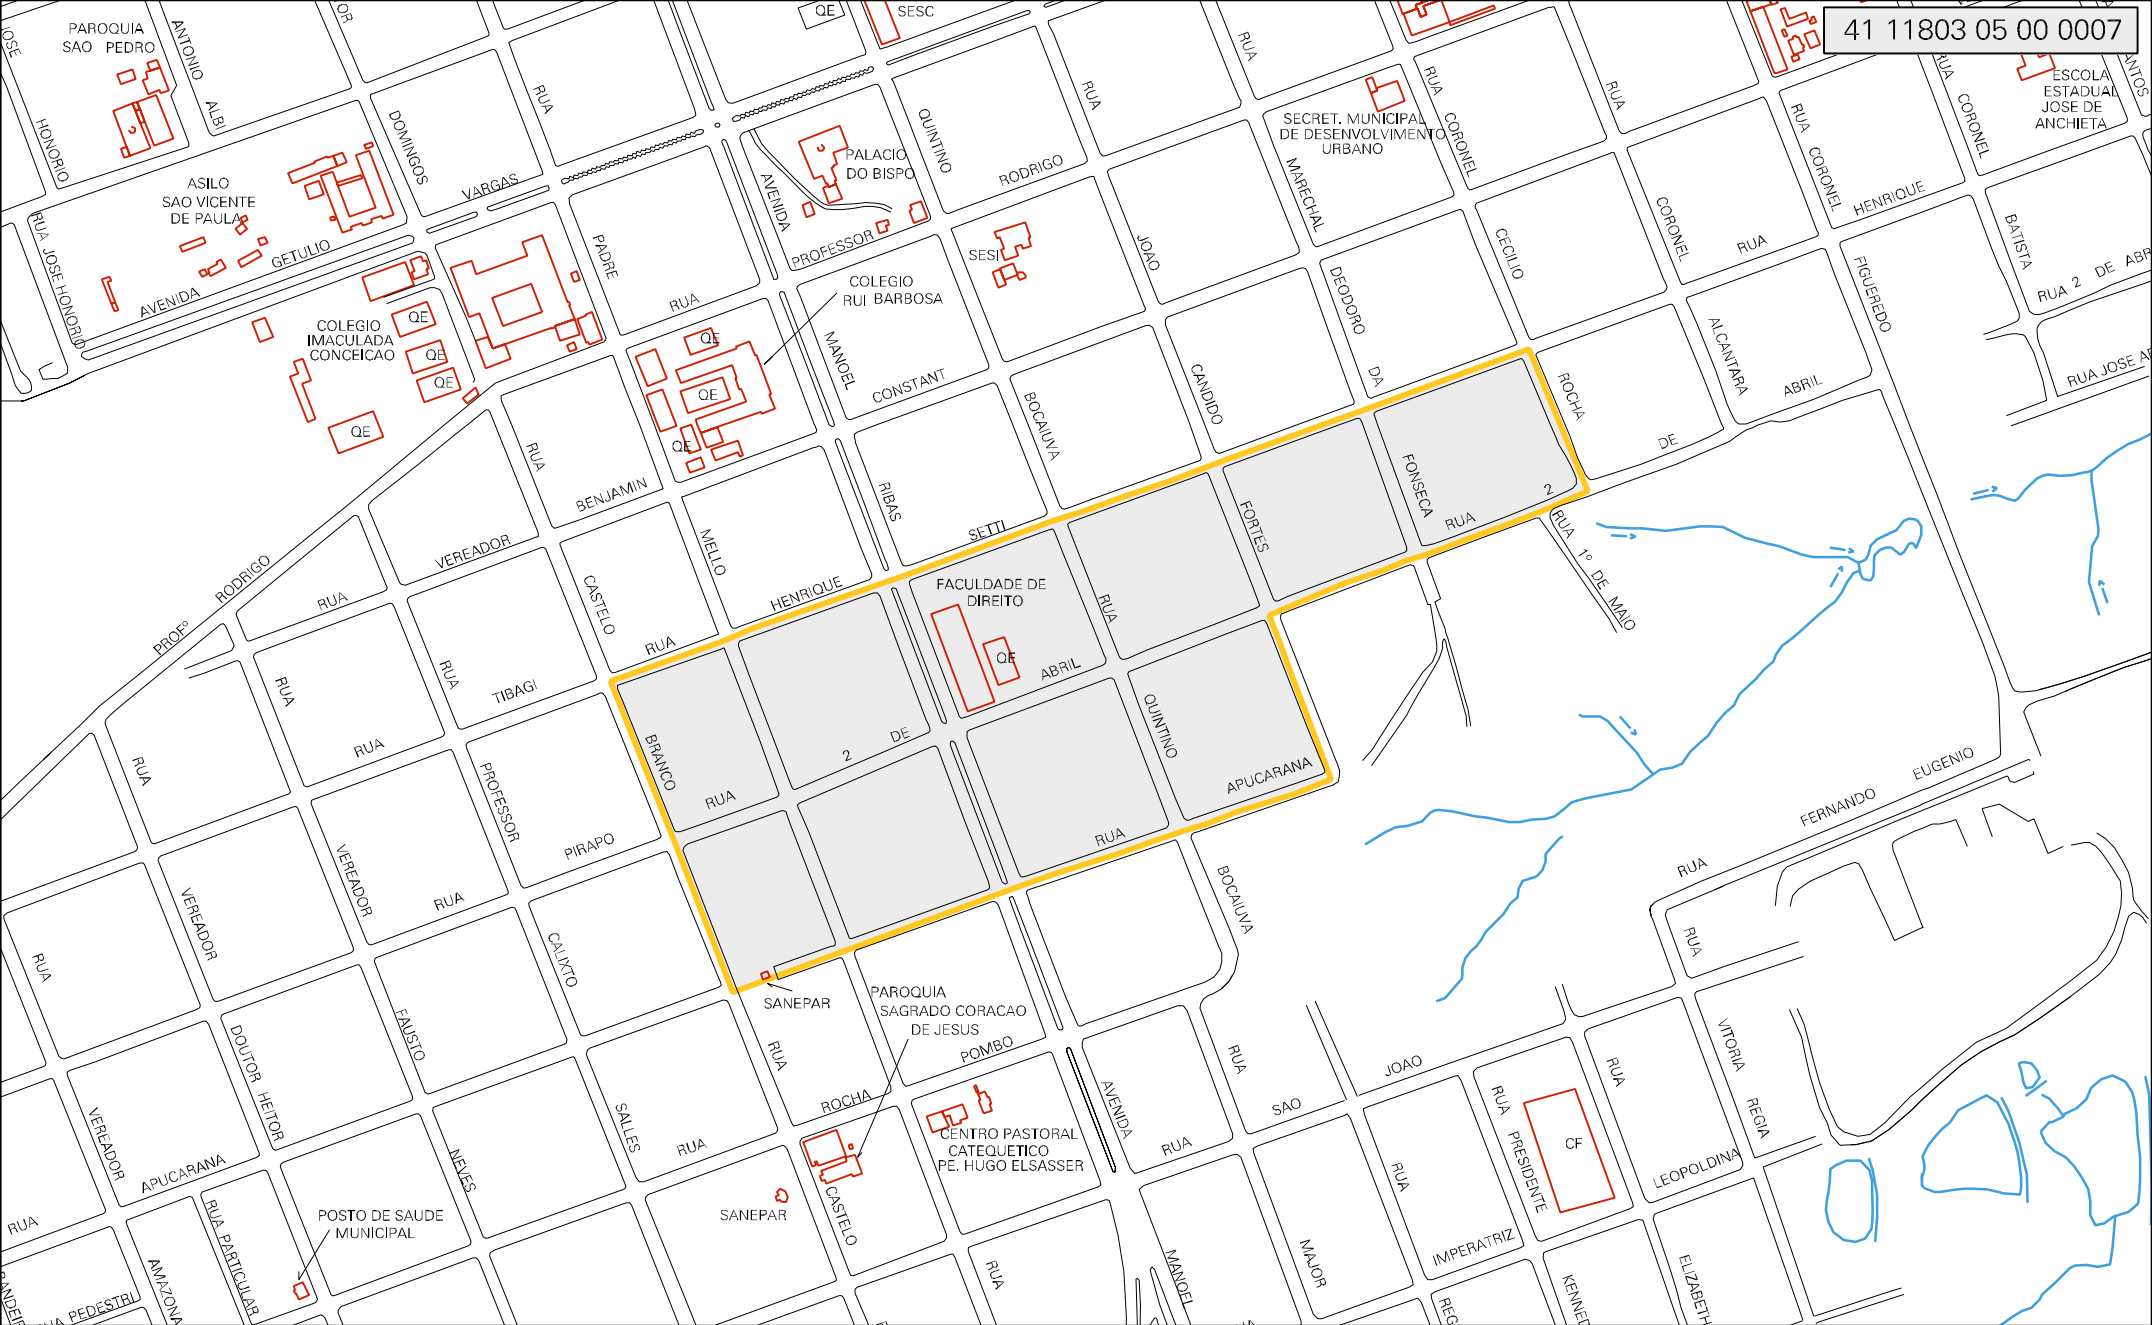 41 11803 05 00 0007
PAROQUIA
SAO PEDRO
ANTONIO
ALBI
HONORIO
DOMINGOS
RUA
QE
SESC
QUINTINO
RUA
RUA
RUA
RUA
CORONEL
RUA
CORONEL
RUA
CORONEL
ESCOLA
ESTADUAL
JOSE DE
ANCHIETA
SECRET. MUNICIPAL
DE DESENVOLVIMENTO
URBANO
PALACIO
DO BISPO
AVENIDA
PROFESSOR
RODRIGO
MARECHAL
ASILO
SAO VICENTE
DE PAULA
VARGAS
GETULIO
AVENIDA
RUA JOSE HONORIO
PADRE
RUA
SESI
JOAO
DEODORO
DA
CECILIO
CORONEL
RUA
HENRIQUE
BATISTA
RUA 2 DE ABR
RUA JOSE
FIGUEREDO
COLEGIO
RUI BARBOSA
COLEGIO
IMACULADA
CONCEICAO
QE
QE
QE
QE
QE
QE
QE
MANOEL
CONSTANT
BOCAIUVA
CANDIDO
ROCHA
ALCANTARA
ABRIL
DE
RUA
BENJAMIN
VEREADOR
MELLO
RIBAS
SETTI
HENRIQUE
RUA
FORTES
FONSECA
RUA
2
RUA 1º DE MAIO
PROFº
RODRIGO
RUA
CASTELO
RUA
TIBAGI
RUA
RUA
FACULDADE DE
DIREITO
QE
ABRIL
RUA
DE
2
RUA
BRANCO
QUINTINO
APUCARANA
RUA
RUA
PROFESSOR
PIRAPO
RUA
VEREADOR
VEREADOR
RUA
CALIXTO
FAUSTO
BOCAIUVA
SANEPAR
PAROQUIA
SAGRADO CORACAO
DE JESUS
POMBO
ROCHA
RUA
RUA
EUGENIO
FERNANDO
RUA
RUA
VITORIA
REGIA
JOAO
SAO
RUA
RUA
AVENIDA
RUA
RUA
PRESIDENTE
CF
LEOPOLDINA
IMPERATRIZ
DOUTOR HEITOR
VEREADOR
APUCARANA
RUA
NEVES
SALLES
RUA
CENTRO PASTORAL
CATEQUETICO
PE. HUGO ELSASSER
SANEPAR
CASTELO
POSTO DE SAUDE
MUNICIPAL
RUA PARTICULAR
PEDESTRI
RUA
MANOEL
MAJOR
RUA
ELIZABETH